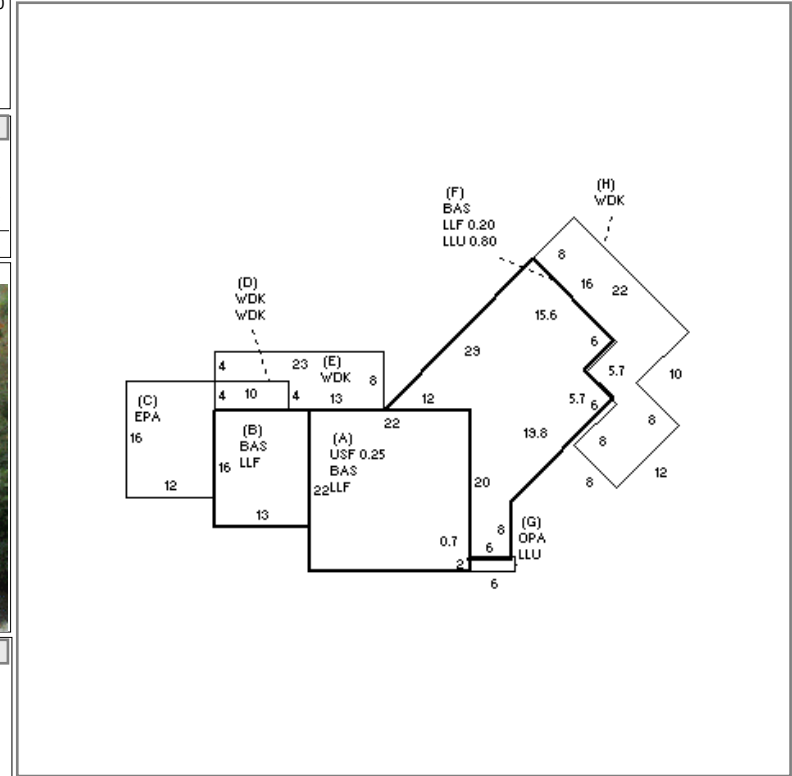 (H)
WDK
(F)
BAS
LLF 0.20
LLU 0.80
8
16
22
15.6
6
5.7
10
5.7
6
8
8
19.8
8
12
29
12
(D)
WDK
WDK
4
23
(E)
WDK
8
4
10
4
13
22
(C)
EPA
16
12
(B)
BAS
LLF
16
13
(A)
USF 0.25
BAS
LLF
22
20
0.7
2
8
6
(G)
OPA
LLU
6